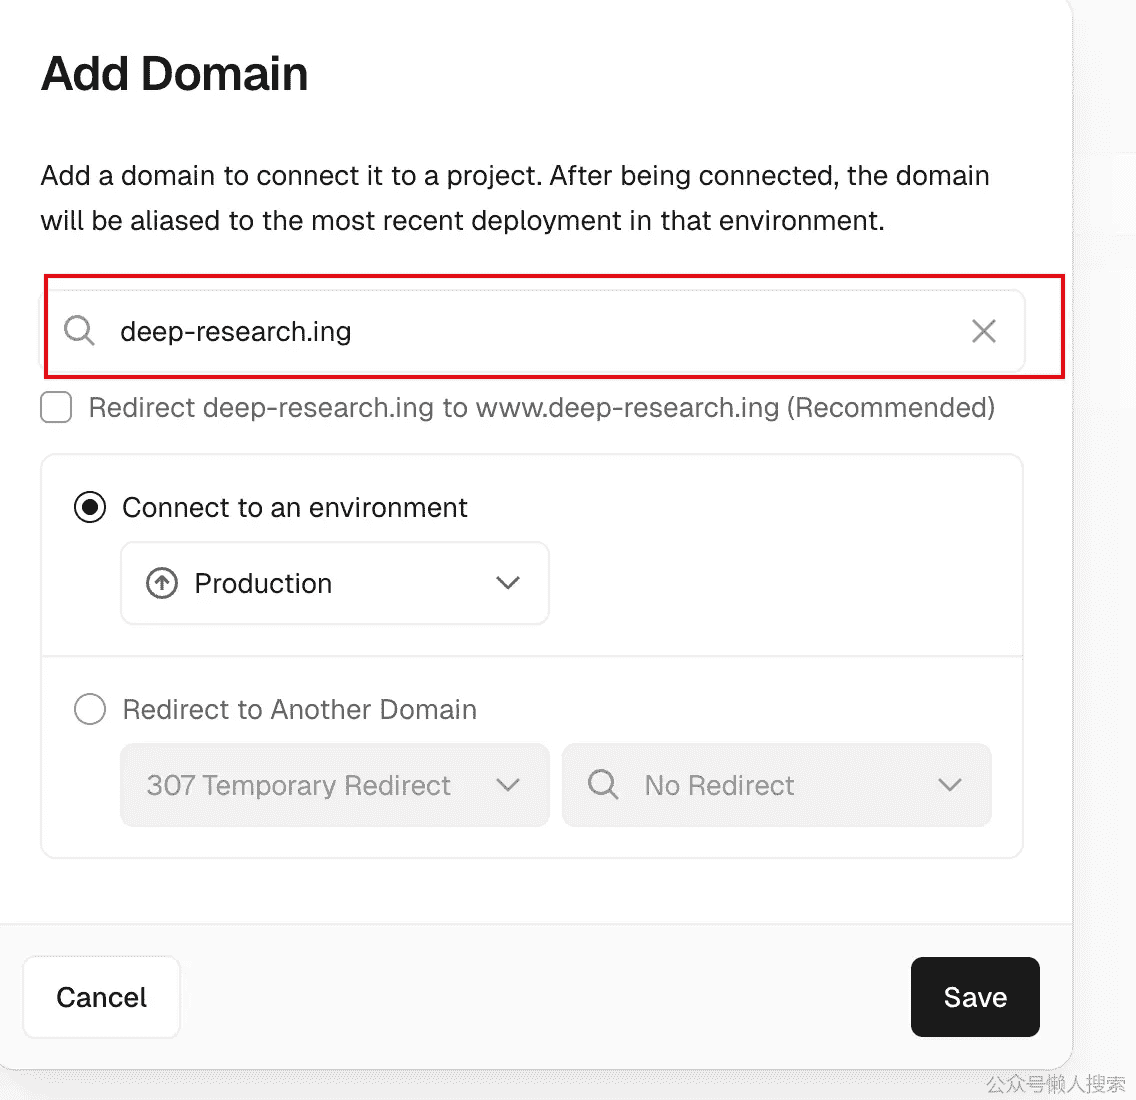 Add Domain
Add a domain to connect it to a project. After being connected, the domain
will be aliased to the most recent deployment in that environment.
deep-research.ing
Redirect deep-research.ing to www.deep-research.ing (Recommended)
Connect to an environment
Production
Redirect to Another Domain
307 Temporary Redirect
No Redirect
Cancel
Save
公众号懒人搜索